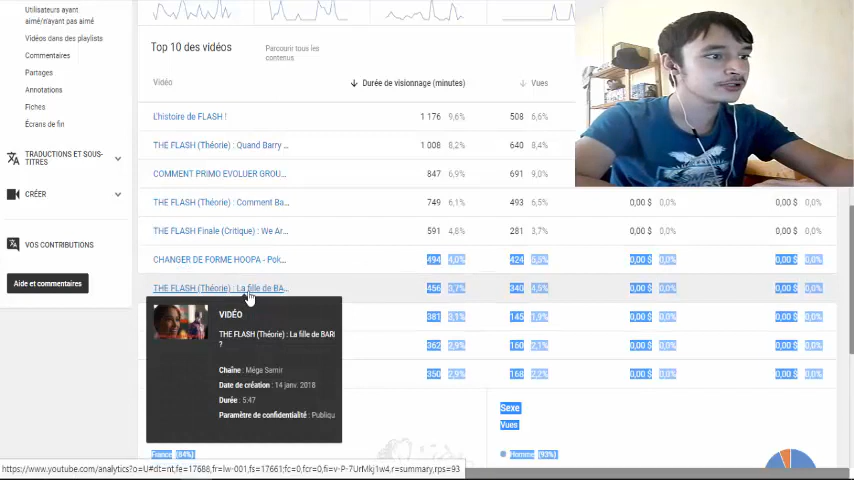 Utilisateurs ayant
aimé/n'ayant pas aimé
Vidéos dans des playlists
Commentaires
Partages
Annotations
Fiches
Écrans de fin
TRADUCTIONS ET SOUS-
TITRES
CRÉER
VOS CONTRIBUTIONS
Aide et commentaires
Top 10 des vidéos
Parcourir tous les
contenus
Vidéo Durée de visionnage (minutes) Vues
L'histoire de FLASH ! 1 176 9,6% 508 6,6%
THE FLASH (Théorie) : Quand Barry ... 1 008 8,2% 640 8,4%
COMMENT PRIMO EVOLUER GROU... 847 6,9% 691 9,0%
THE FLASH (Théorie) : Comment Ba... 749 6,1% 493 6,5% 0,00 $ 0,0% 0,00 $ 0,0%
THE FLASH Finale (Critique) : We Ar... 591 4,8% 281 3,7% 0,00 $ 0,0% 0,00 $ 0,0%
CHANGER DE FORME HOOPA - Pok... 494 4,0% 424 5,5% 0,00 $ 0,0% 0,00 $ 0,0%
THE FLASH (Théorie) : La fille de BA... 456 3,7% 340 4,5% 0,00 $ 0,0% 0,00 $ 0,0%
381 3,1% 145 1,9% 0,00 $ 0,0% 0,00 $ 0,0%
362 2,9% 160 2,1% 0,00 $ 0,0% 0,00 $ 0,0%
350 2,9% 168 2,2% 0,00 $ 0,0% 0,00 $ 0,0%
VIDÉO
THE FLASH (Théorie) : La fille de BARR
?
Chaîne : Méga Samir
Date de création : 14 janv. 2018
Durée : 5:47
Paramètre de confidentialité : Publiqu
Sexe
Vues
France (84%)
Homme (93%)
https://www.youtube.com/analytics?o=U#dt=nt,fe=17688,fr=lw-001,fs=17661;fc=0,fcr=0,fi=v-P-7UrMkj1w4,r=summary,rps=93